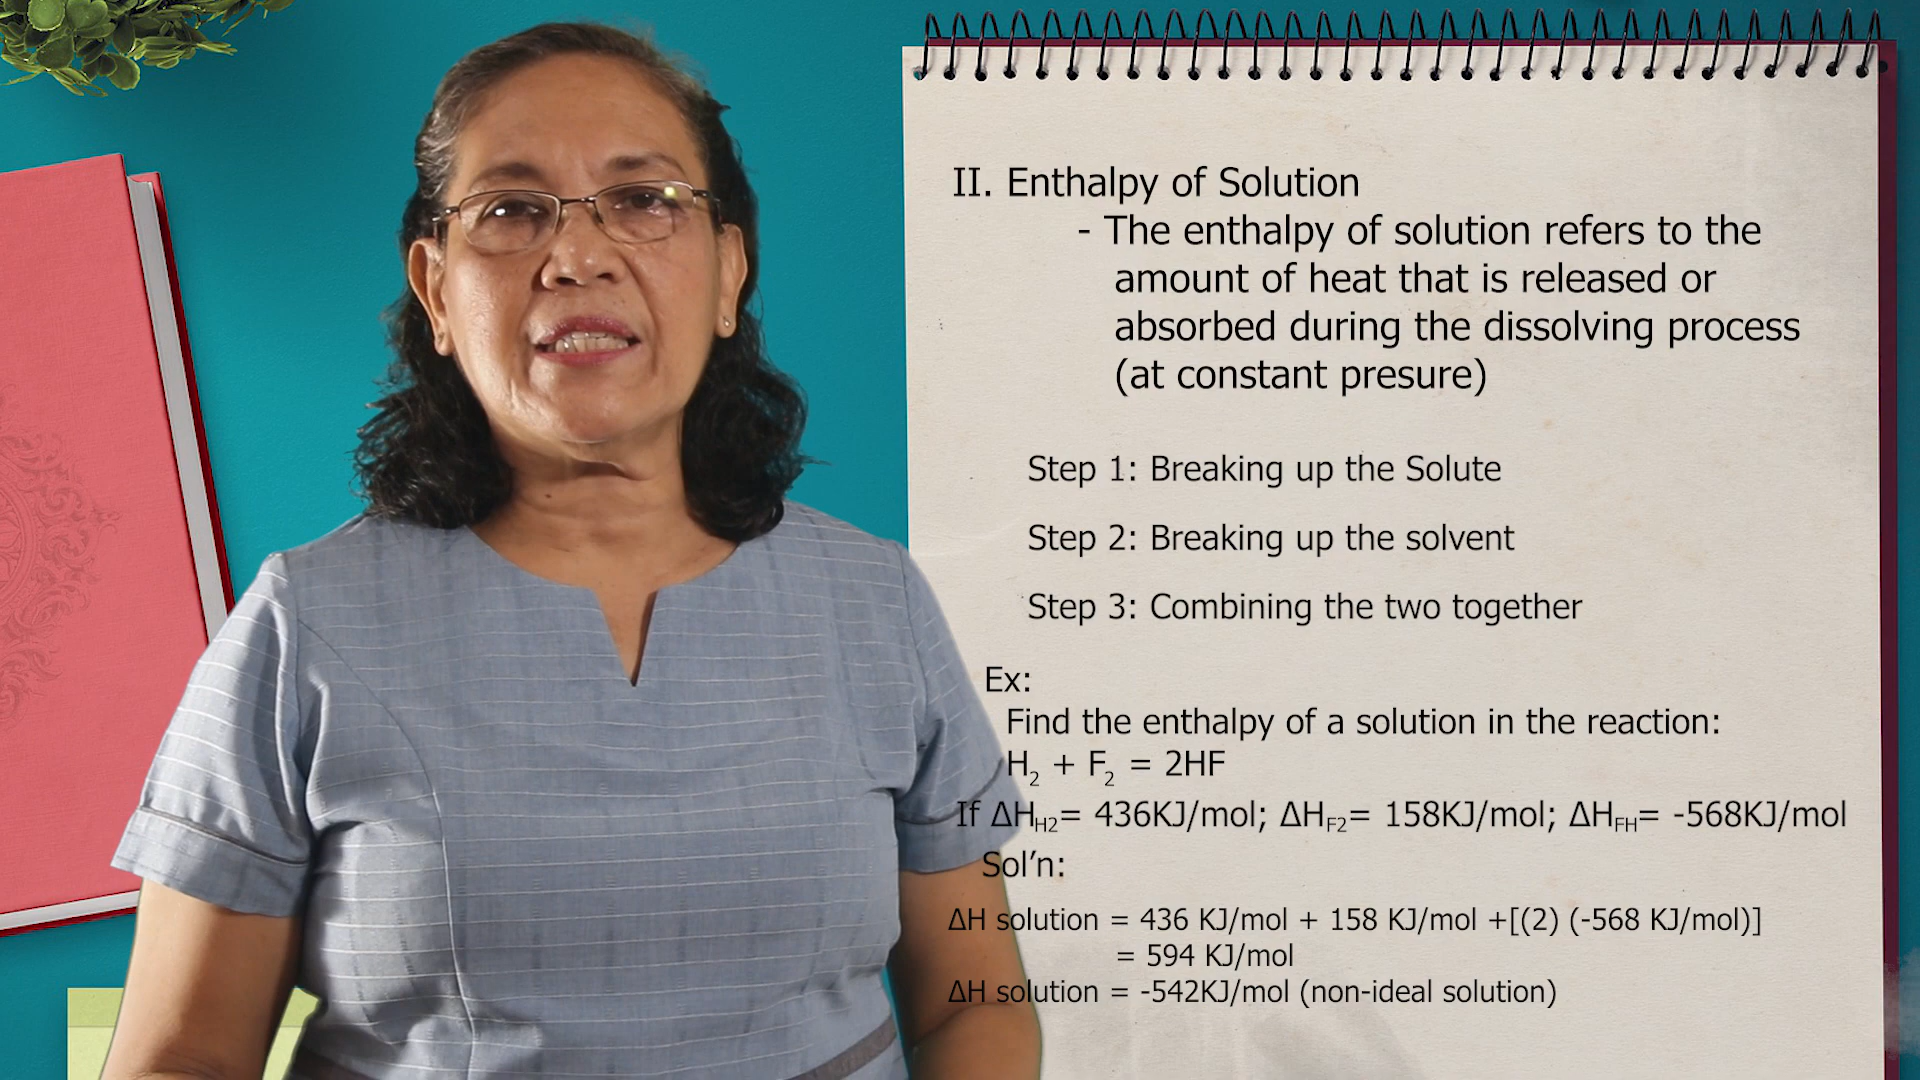 II. Enthalpy of Solution
- The enthalpy of solution refers to the
amount of heat that is released or
absorbed during the dissolving process
(at constant presure)
Step 1: Breaking up the Solute
Step 2: Breaking up the solvent
Step 3: Combining the two together
Ex:
Find the enthalpy of a solution in the reaction:
H₂ + F₂ = 2HF
If ΔH_H2= 436KJ/mol; ΔH_F2= 158KJ/mol; ΔH_FH= -568KJ/mol
Sol’n:
ΔH solution = 436 KJ/mol + 158 KJ/mol +[(2) (-568 KJ/mol)]
= 594 KJ/mol
ΔH solution = -542KJ/mol (non-ideal solution)